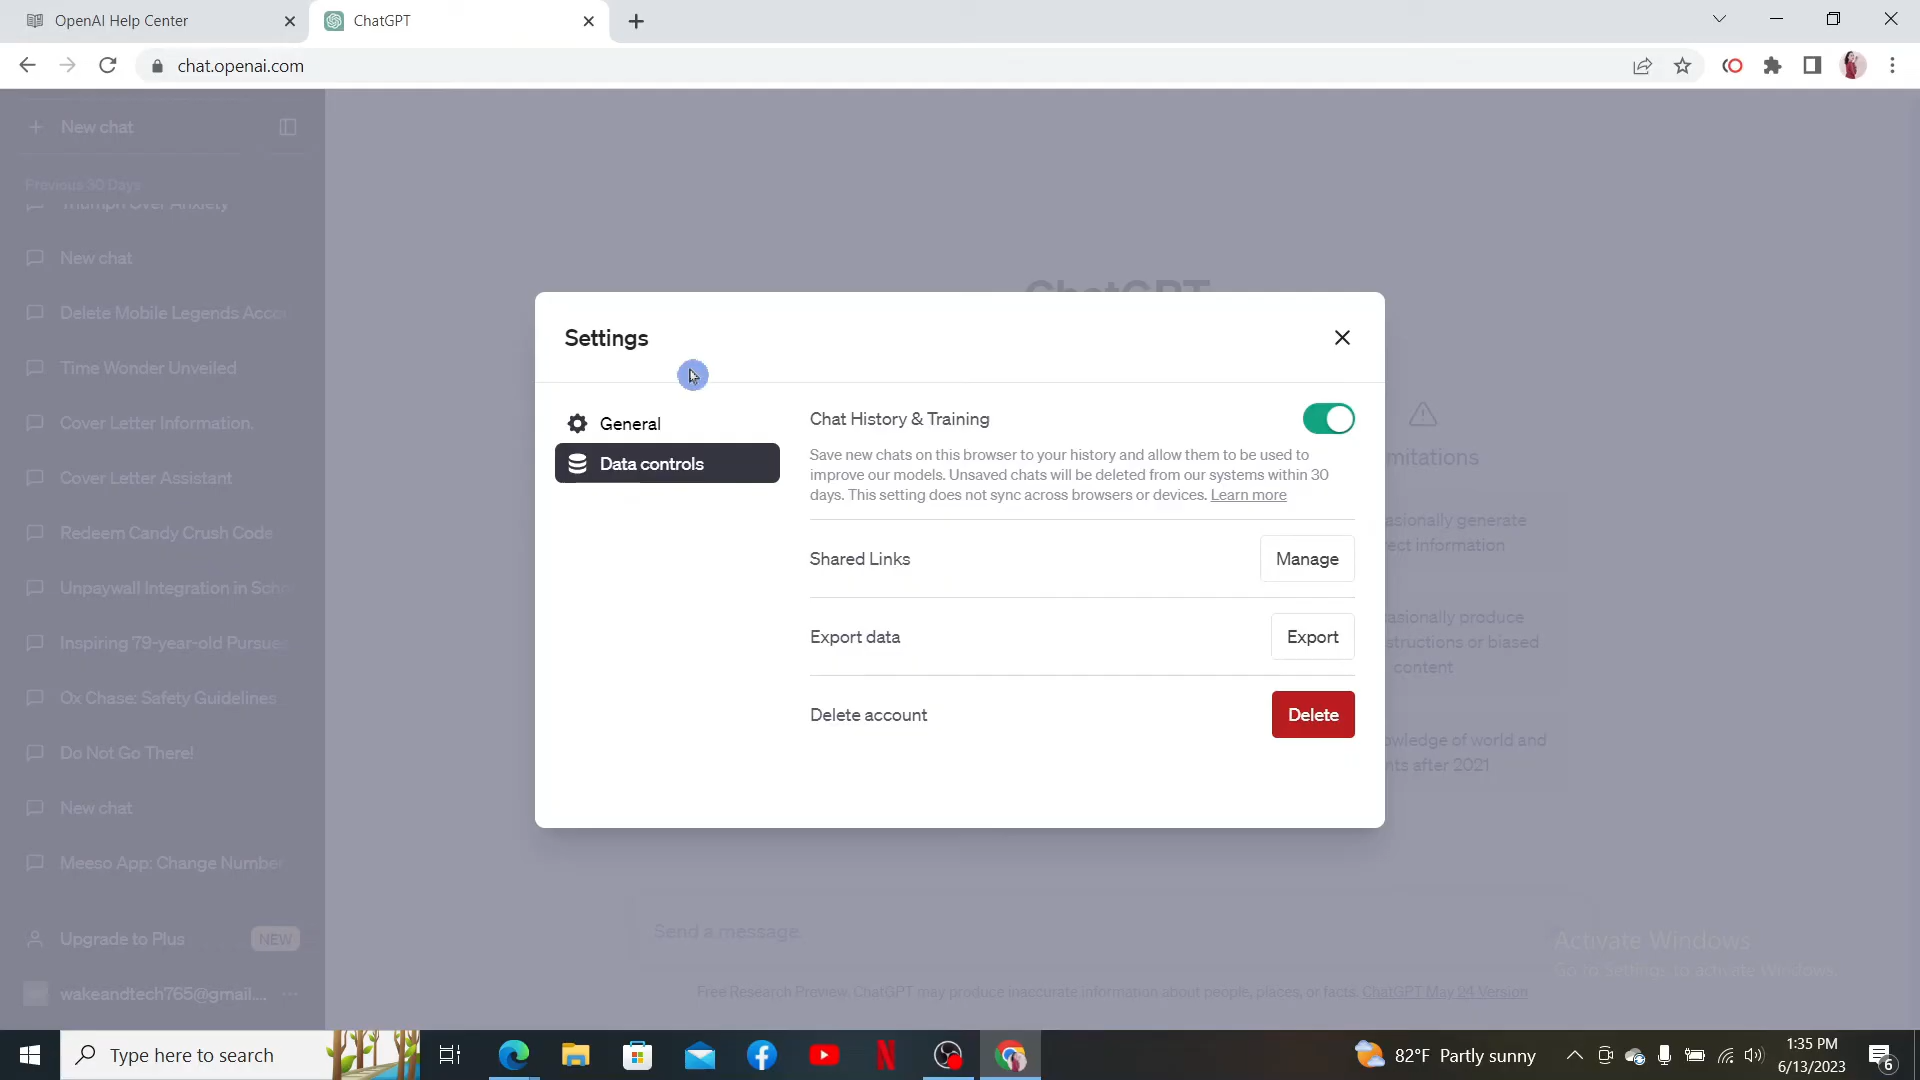 OpenAI Help Center
ChatGPT
chat.openai.com
New chat
Previous 30 Days
Triumph Over Anxiety
New chat
Delete Mobile Legends Acco
Time Wonder Unveiled
Cover Letter Information.
Cover Letter Assistant
Redeem Candy Crush Code
Unpaywall Integration in Scho
Inspiring 79-year-old Pursues
Ox Chase: Safety Guidelines
Do Not Go There!
New chat
Meeso App: Change Number
Upgrade to Plus NEW
wakeandtech765@gmail....
ChatGPT
mitations
asionally generate
rect information
asionally produce
structions or biased
content
owledge of world and
nts after 2021
Settings
General
Data controls
Chat History & Training
Save new chats on this browser to your history and allow them to be used to
improve our models. Unsaved chats will be deleted from our systems within 30
days. This setting does not sync across browsers or devices. Learn more
Shared Links Manage
Export data Export
Delete account Delete
Send a message.
Free Research Preview. ChatGPT may produce inaccurate information about people, places, or facts. ChatGPT May 24 Version
Activate Windows
Go to Settings to activate Windows.
Type here to search
82°F Partly sunny
1:35 PM
6/13/2023
6